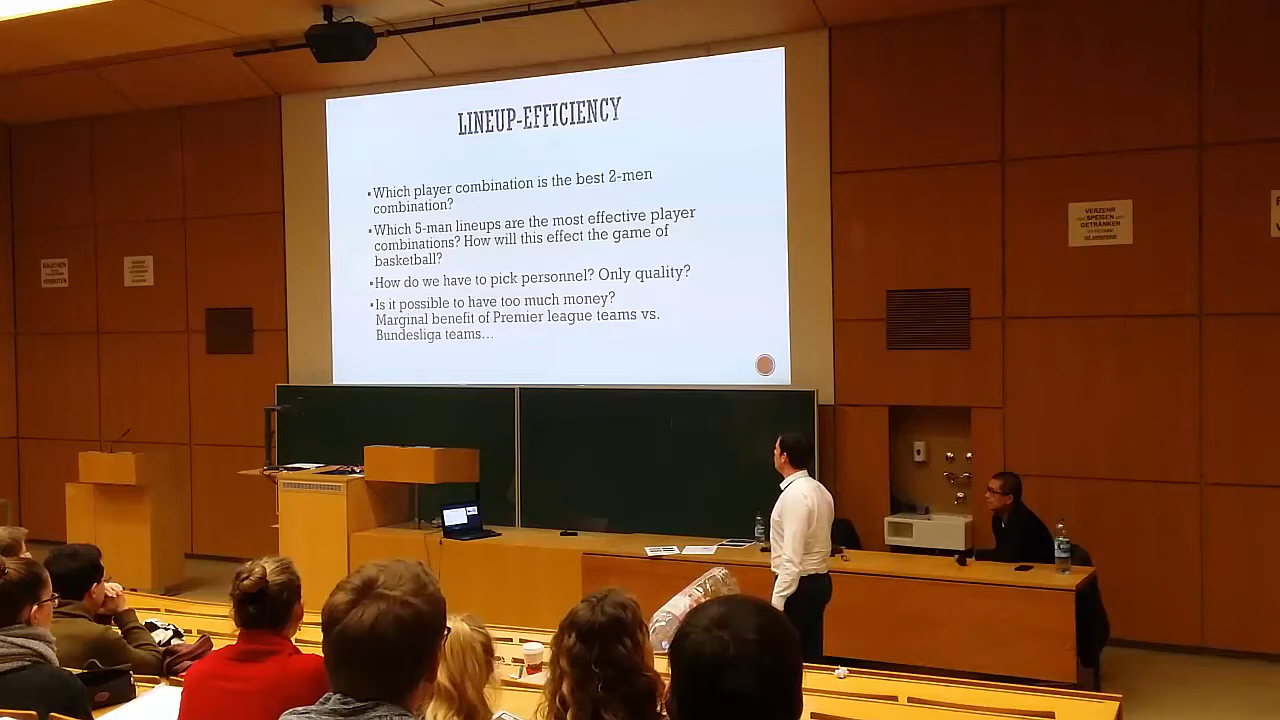 LINEUP-EFFICIENCY
▪Which player combination is the best 2-men
combination?
▪Which 5-man lineups are the most effective player
combinations? How will this effect the game of
basketball?
▪How do we have to pick personnel? Only quality?
▪Is it possible to have too much money?
Marginal benefit of Premier league teams vs.
Bundesliga teams…
VERZEHR
SPEISEN
GETRÄNKEN
RAUCHEN
VERBOTEN